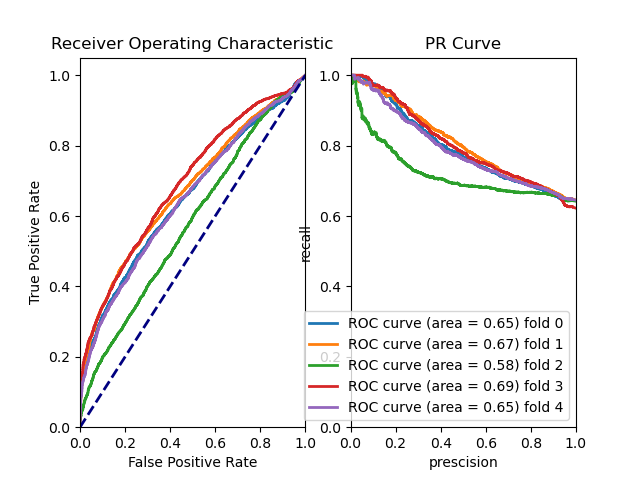 Receiver Operating Characteristic
1.0
0.8
0.6
0.4
0.2
0.0
True Positive Rate
0.0 0.2 0.4 0.6 0.8 1.0
False Positive Rate
PR Curve
1.0
0.8
0.6
0.4
0.2
0.0
recall
0.0 0.2 0.4 0.6 0.8 1.0
prescision
ROC curve (area = 0.65) fold 0
ROC curve (area = 0.67) fold 1
ROC curve (area = 0.58) fold 2
ROC curve (area = 0.69) fold 3
ROC curve (area = 0.65) fold 4